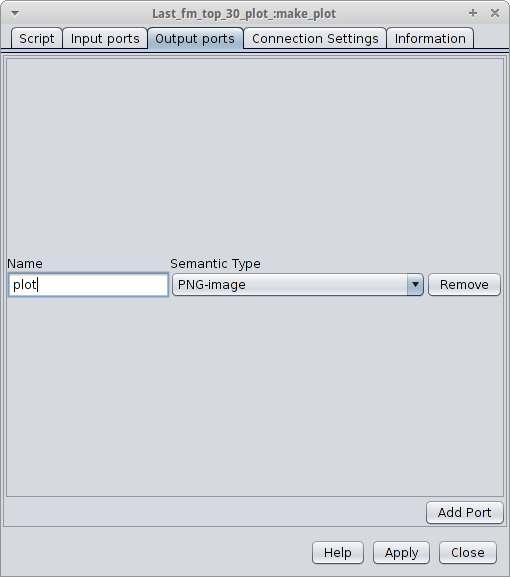 Last_fm_top_30_plot_:make_plot
Script Input ports Output ports Connection Settings Information
Name Semantic Type
plot PNG-image Remove
Add Port
Help Apply Close